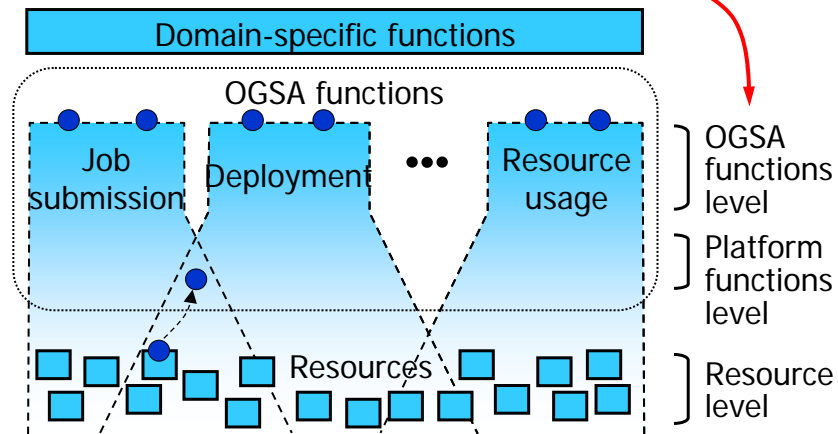 Domain-specific functions
OGSA functions
Job
submission
Deployment
•••
Resource
usage
OGSA
functions
level
Platform
functions
level
Resources
Resource
level